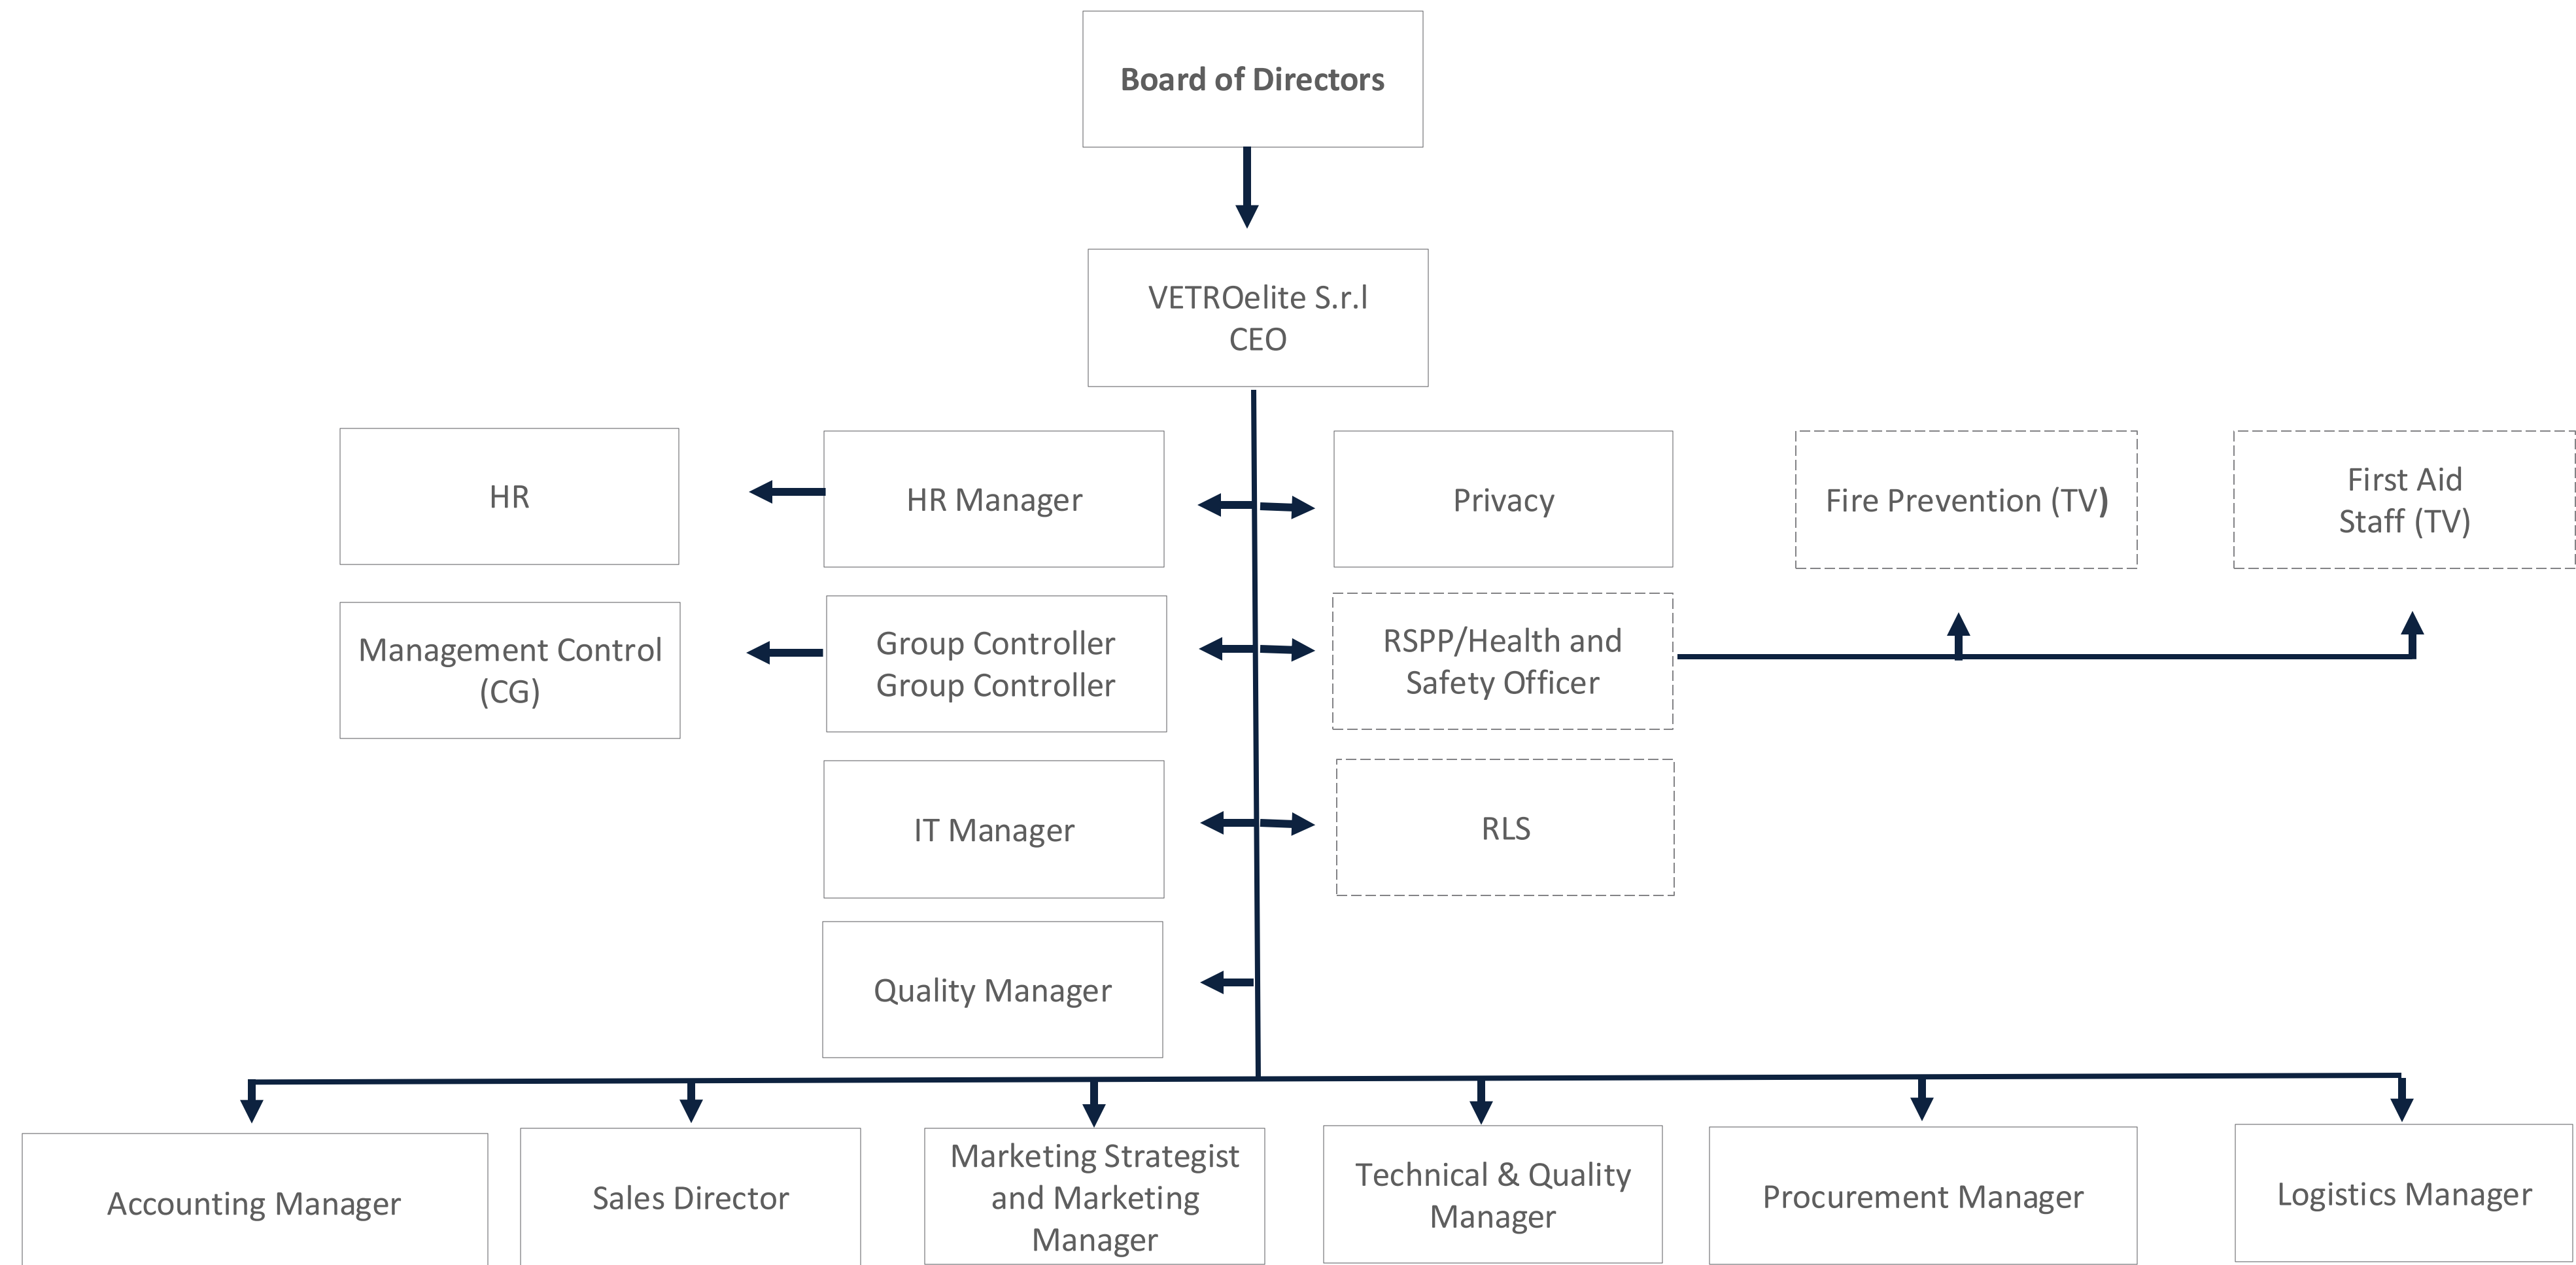 Board of Directors
VETROelite S.r.l
CEO
HR
HR Manager
Privacy
Fire Prevention (TV)
First Aid
Staff (TV)
Management Control
(CG)
Group Controller
Group Controller
RSPP/Health and
Safety Officer
IT Manager
RLS
Quality Manager
Accounting Manager
Sales Director
Marketing Strategist
and Marketing
Manager
Technical & Quality
Manager
Procurement Manager
Logistics Manager